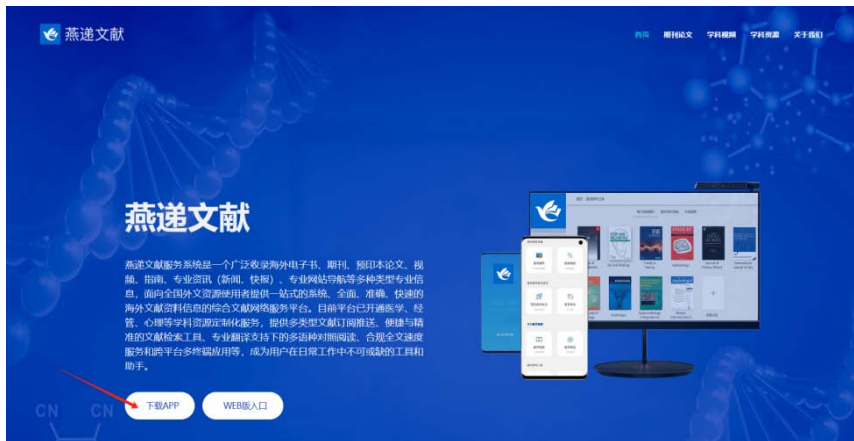 燕递文献
首页 期刊论文 学科视频 学科资源 关于我们
燕递文献
燕递文献服务系统是一个广泛收录海外电子书、期刊、预印本论文、视
频、指南、专业资讯（新闻、快报）、专业网站导航等多种类型专业信
息，面向全国外文资源使用者提供一站式的系统、全面、准确、快速的
海外文献资料信息的综合文献网络服务平台。目前平台已开通医学、经
管、心理等学科资源定制化服务，提供多类型文献订阅推送、便捷与精
准的文献检索工具、专业翻译支持下的多语种对照阅读、合规全文速度
服务和跨平台多终端应用等，成为用户在日常工作中不可或缺的工具和
助手。
下载APP WEB版入口
CN CN